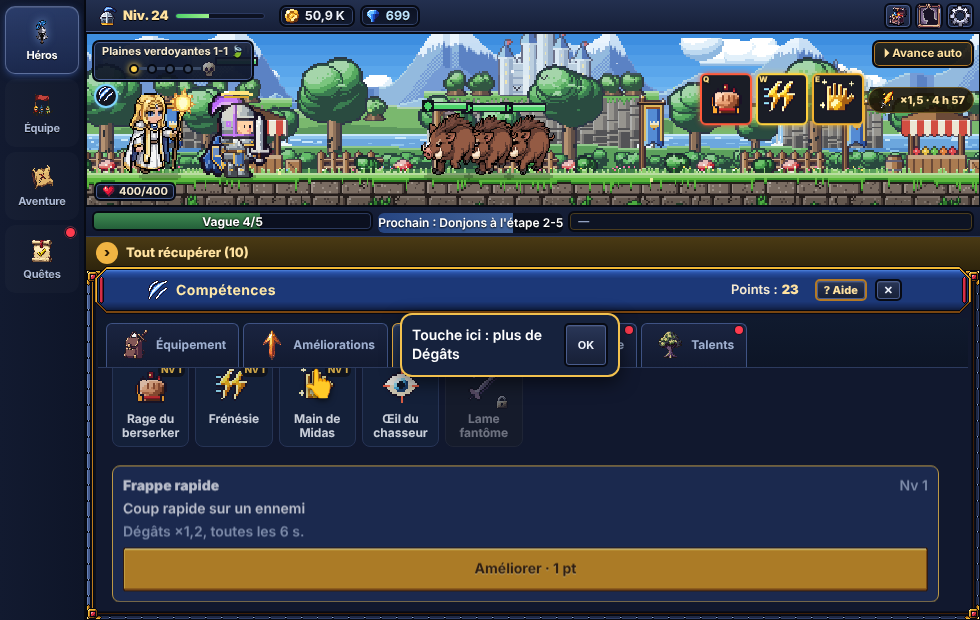 Niv. 24
50,9 K
699
Héros
Équipe
Aventure
Quêtes
Plaines verdoyantes 1-1
Avance auto
Q
W
E
×1,5 · 4 h 57
400/400
Vague 4/5
Prochain : Donjons à l'étape 2-5
—
Tout récupérer (10)
Compétences
Points : 23
? Aide
×
Équipement
Améliorations
e
Talents
Touche ici : plus de
Dégâts
OK
NV 1
NV 1
NV 1
Rage du
berserker
Frénésie
Main de
Midas
Œil du
chasseur
Lame
fantôme
Frappe rapide
Nv 1
Coup rapide sur un ennemi
Dégâts ×1,2, toutes les 6 s.
Améliorer · 1 pt